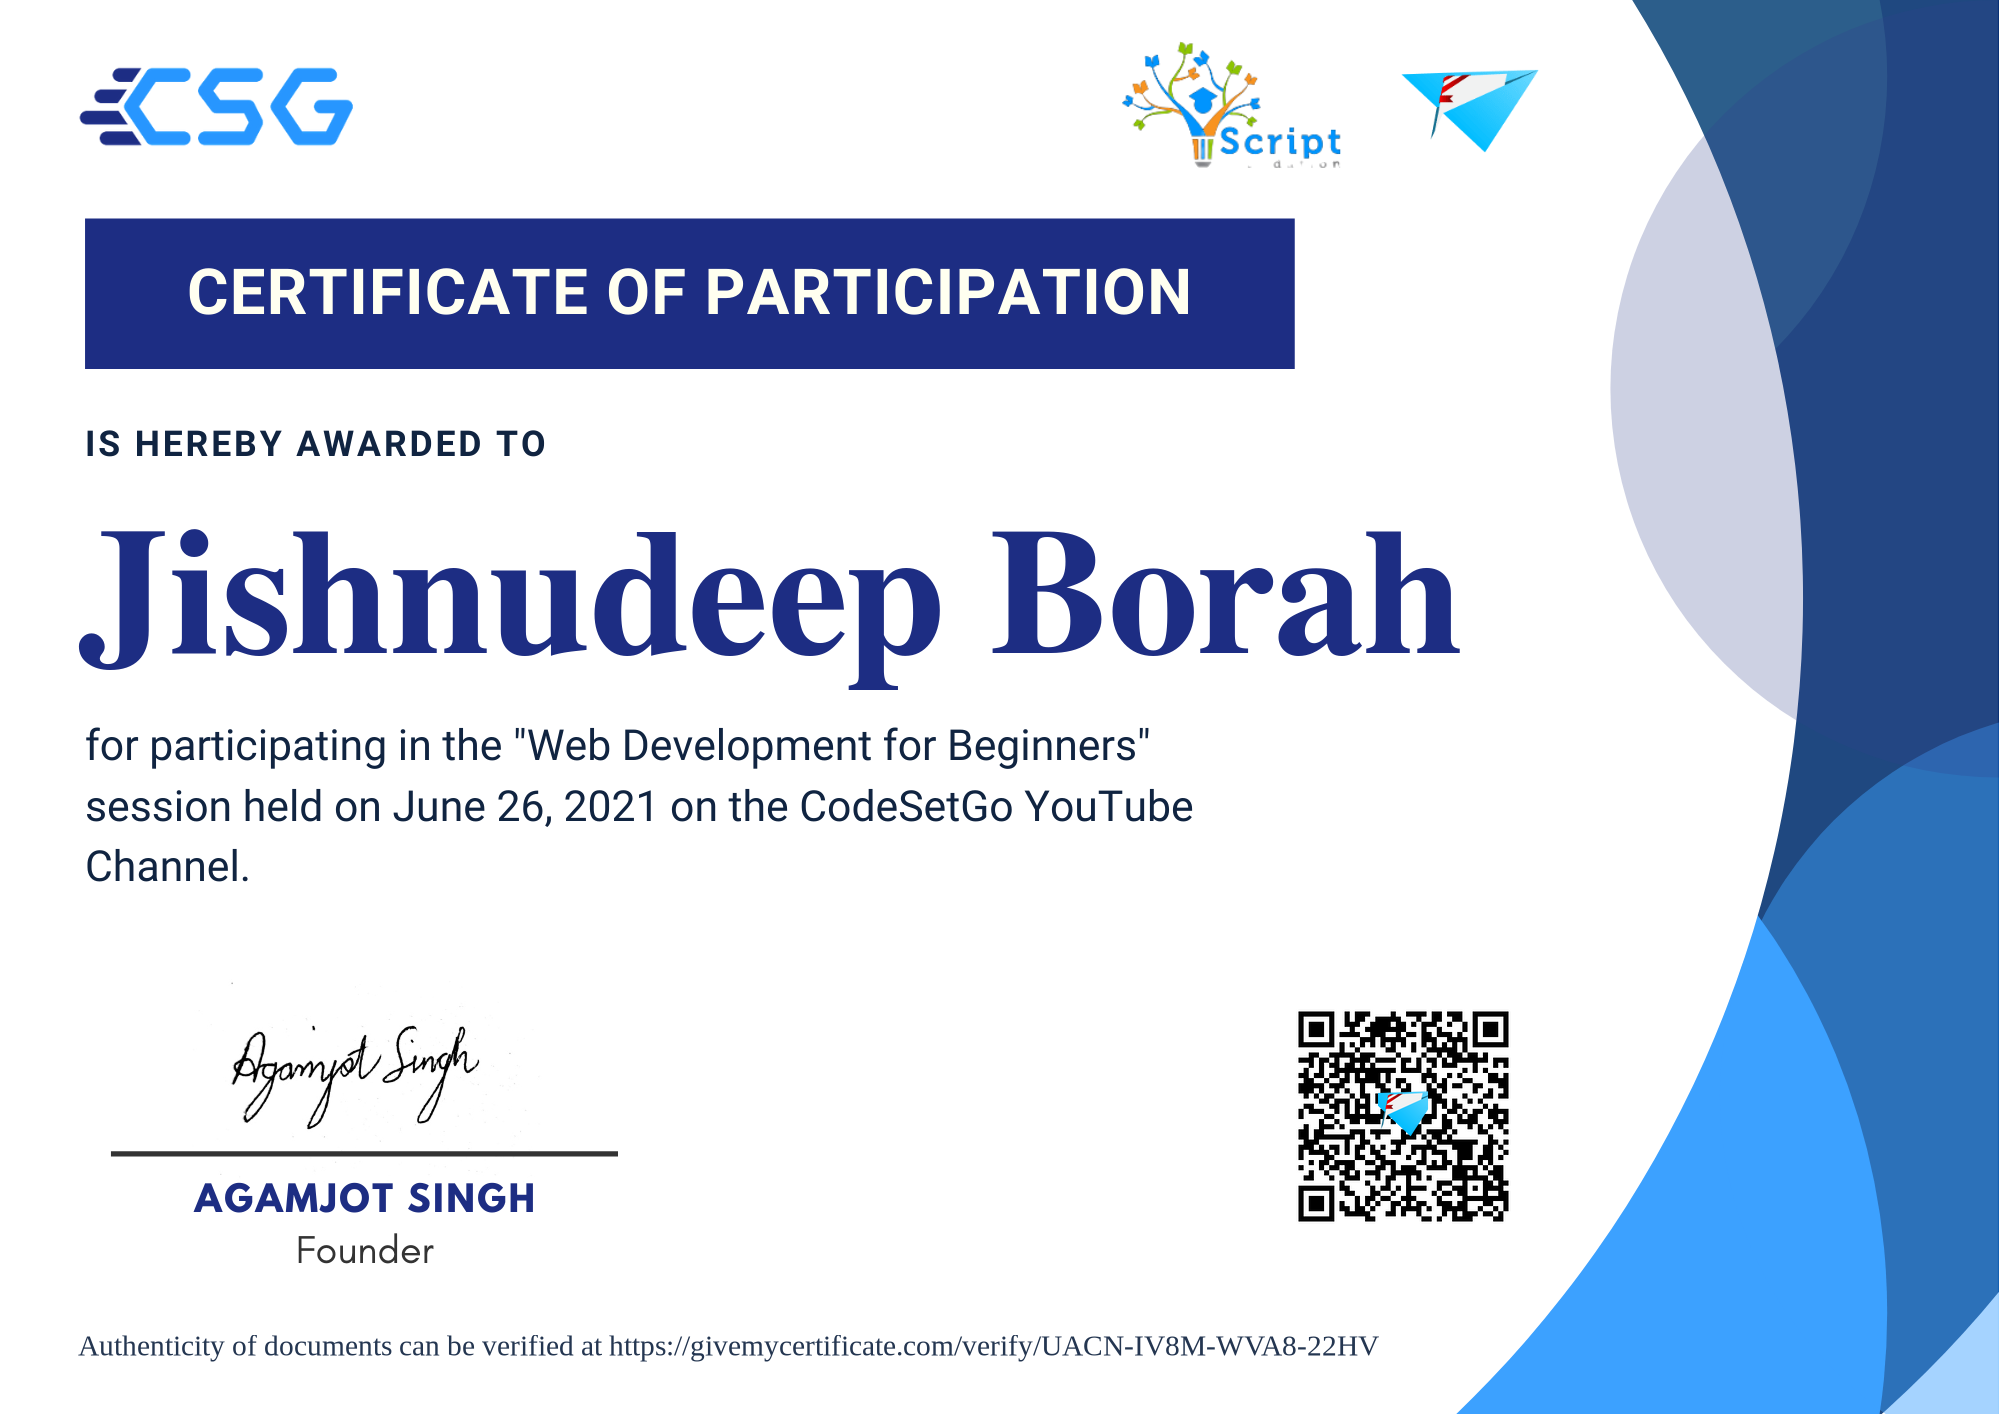 CSG
Script
CERTIFICATE OF PARTICIPATION
IS HEREBY AWARDED TO
Jishnudeep Borah
for participating in the "Web Development for Beginners"
session held on June 26, 2021 on the CodeSetGo YouTube
Channel.
Agamjot Singh
AGAMJOT SINGH
Founder
Authenticity of documents can be verified at https://givemycertificate.com/verify/UACN-IV8M-WVA8-22HV